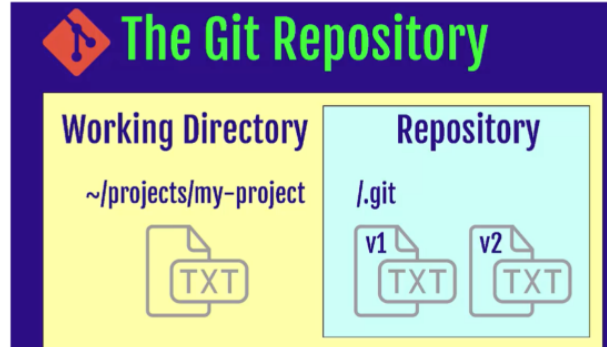 The Git Repository
Working Directory
~/projects/my-project
TXT
Repository
/.git
v1
TXT
v2
TXT